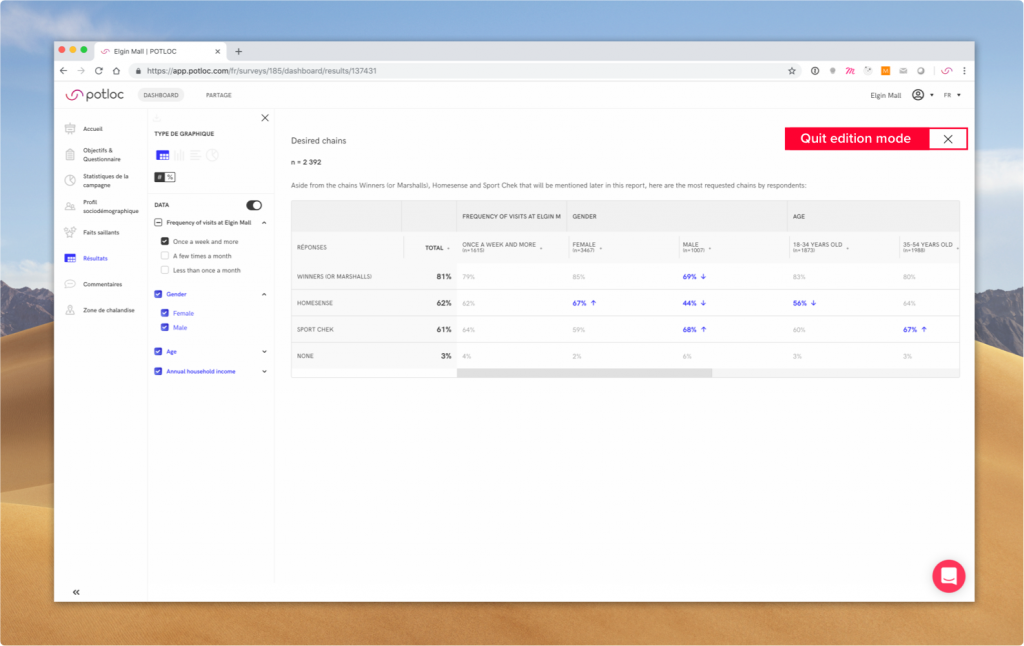 Elgin Mall | POTLOC
https://app.potloc.com/fr/surveys/185/dashboard/results/137431
potloc
DASHBOARD
PARTAGE
Elgin Mall
FR
Accueil
Objectifs &
Questionnaire
Statistiques de la
campagne
Profil
sociodémographique
Faits saillants
Résultats
Commentaires
Zone de chalandise
TYPE DE GRAPHIQUE
# %
DATA
Frequency of visits at Elgin Mall
Once a week and more
A few times a month
Less than once a month
Gender
Female
Male
Age
Annual household income
Quit edition mode
Desired chains
n = 2 392
Aside from the chains Winners (or Marshalls), Homesense and Sport Chek that will be mentioned later in this report, here are the most requested chains by respondents:
FREQUENCY OF VISITS AT ELGIN M GENDER AGE
RÉPONSES TOTAL ONCE A WEEK AND MORE FEMALE MALE 18-34 YEARS OLD 35-54 YEARS OLD
(n=1615) (n=3467) (n=1007) (n=1873) (n=1988)
WINNERS (OR MARSHALLS) 81% 79% 85% 69% ↓ 83% 80%
HOMESENSE 62% 62% 67% ↑ 44% ↓ 56% ↓ 64%
SPORT CHEK 61% 64% 59% 68% ↑ 60% 67% ↑
NONE 3% 4% 2% 6% 3% 3%